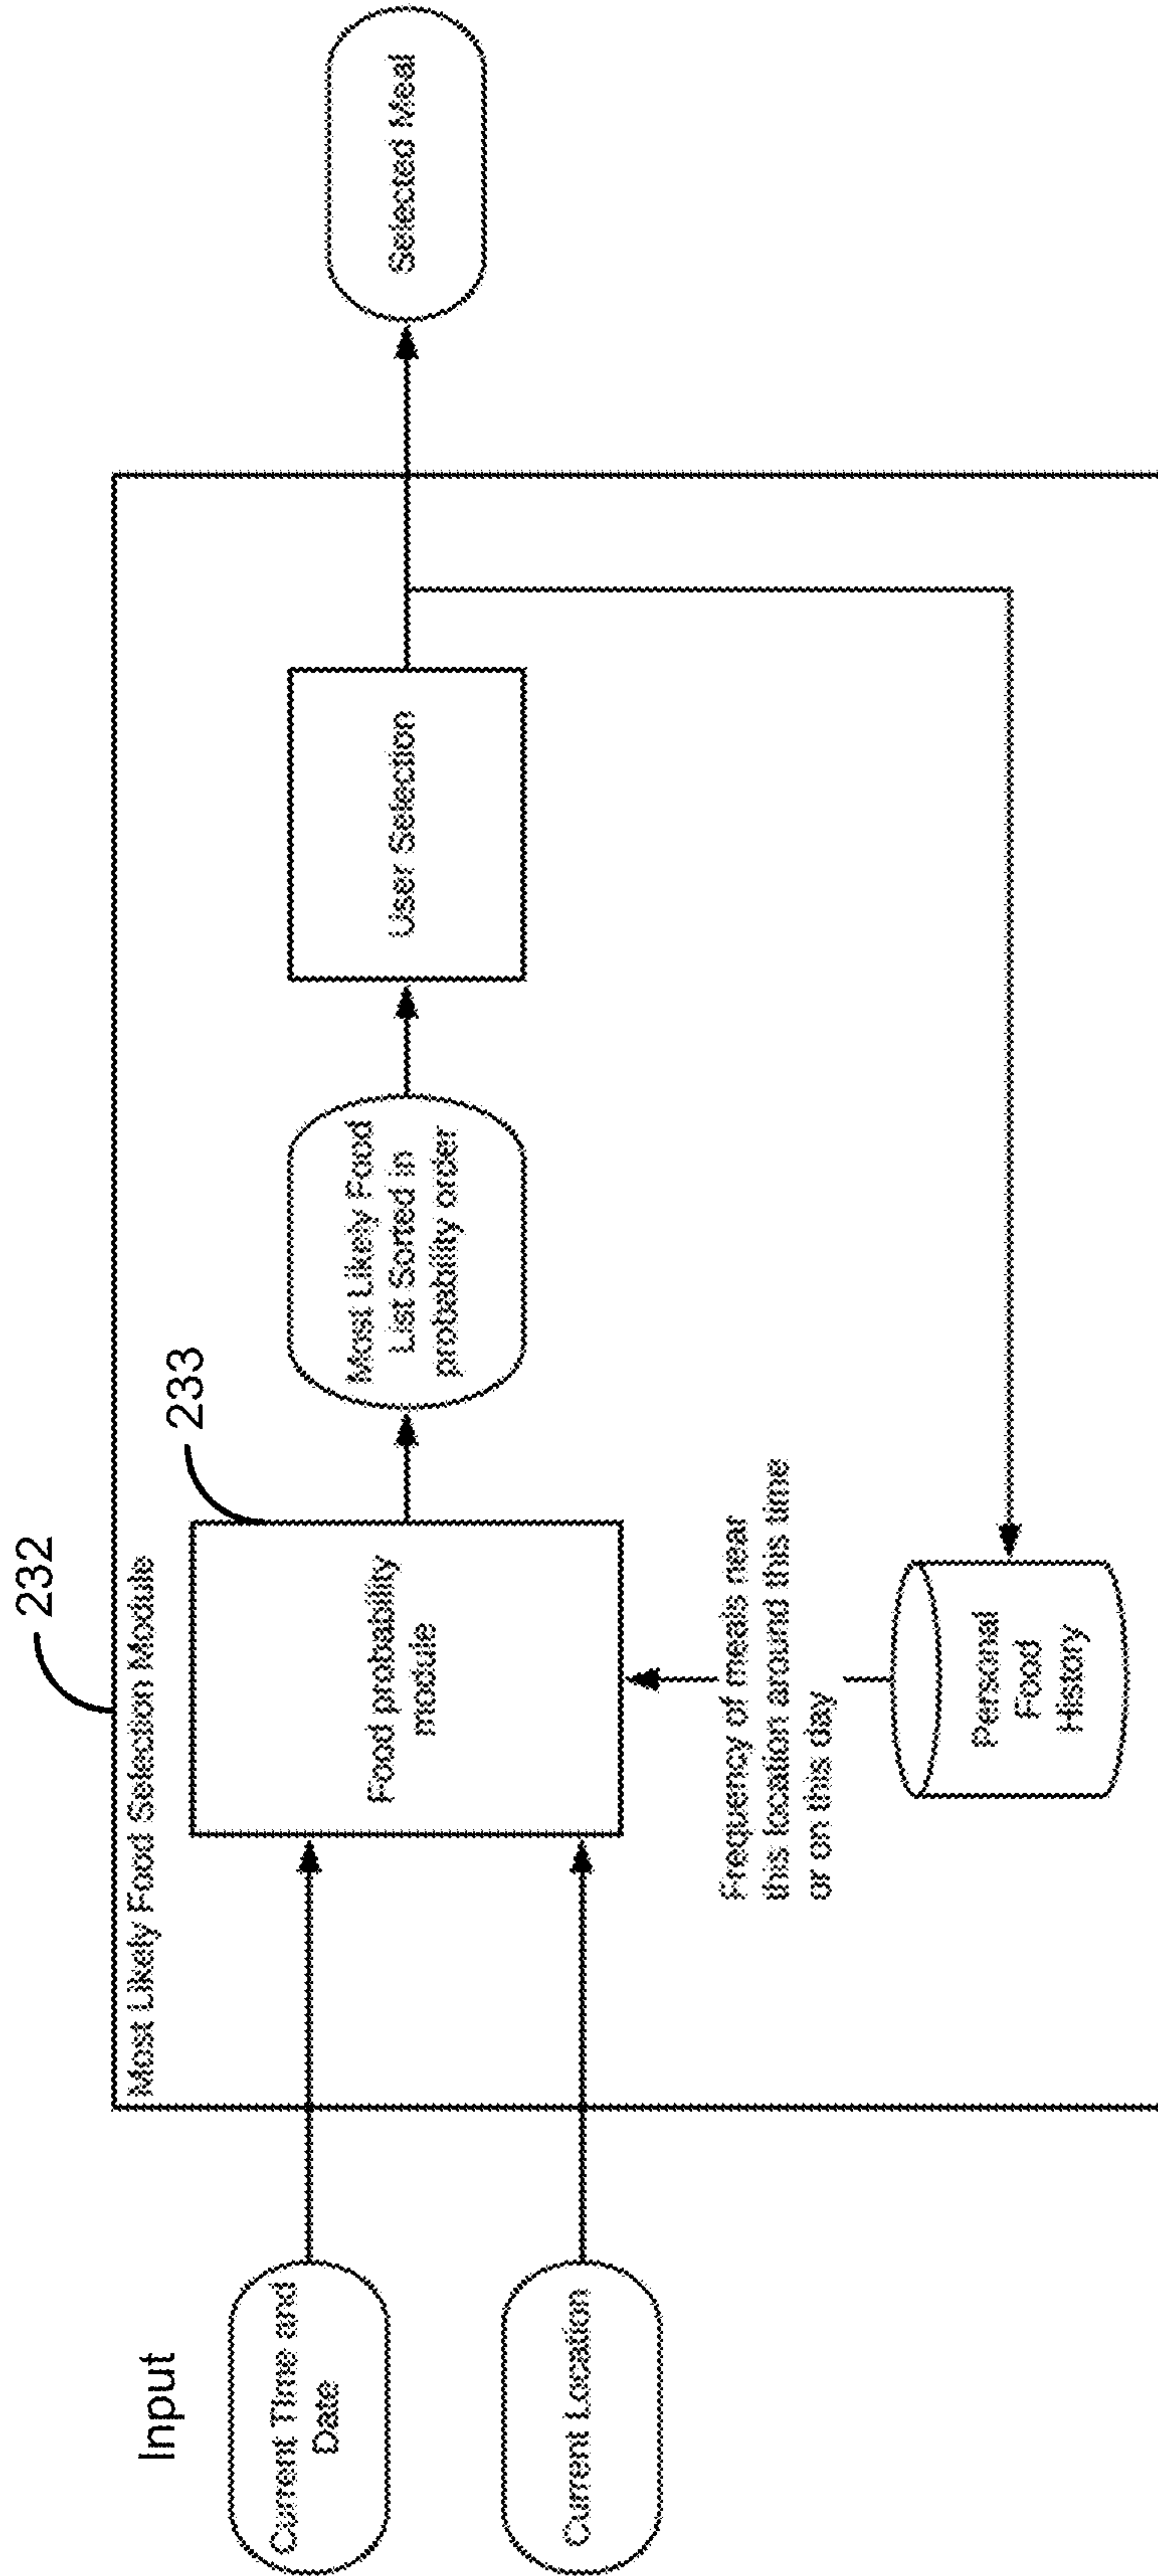 232
Most Likely Food Selection Module
233
Input
Current Time and
Date
Current Location
Food probability
module
Most Likely Food
List Sorted in
probability order
User Selection
Selected Meal
Frequency of meals near
this location around this time
or on this day
Personal
Food
History